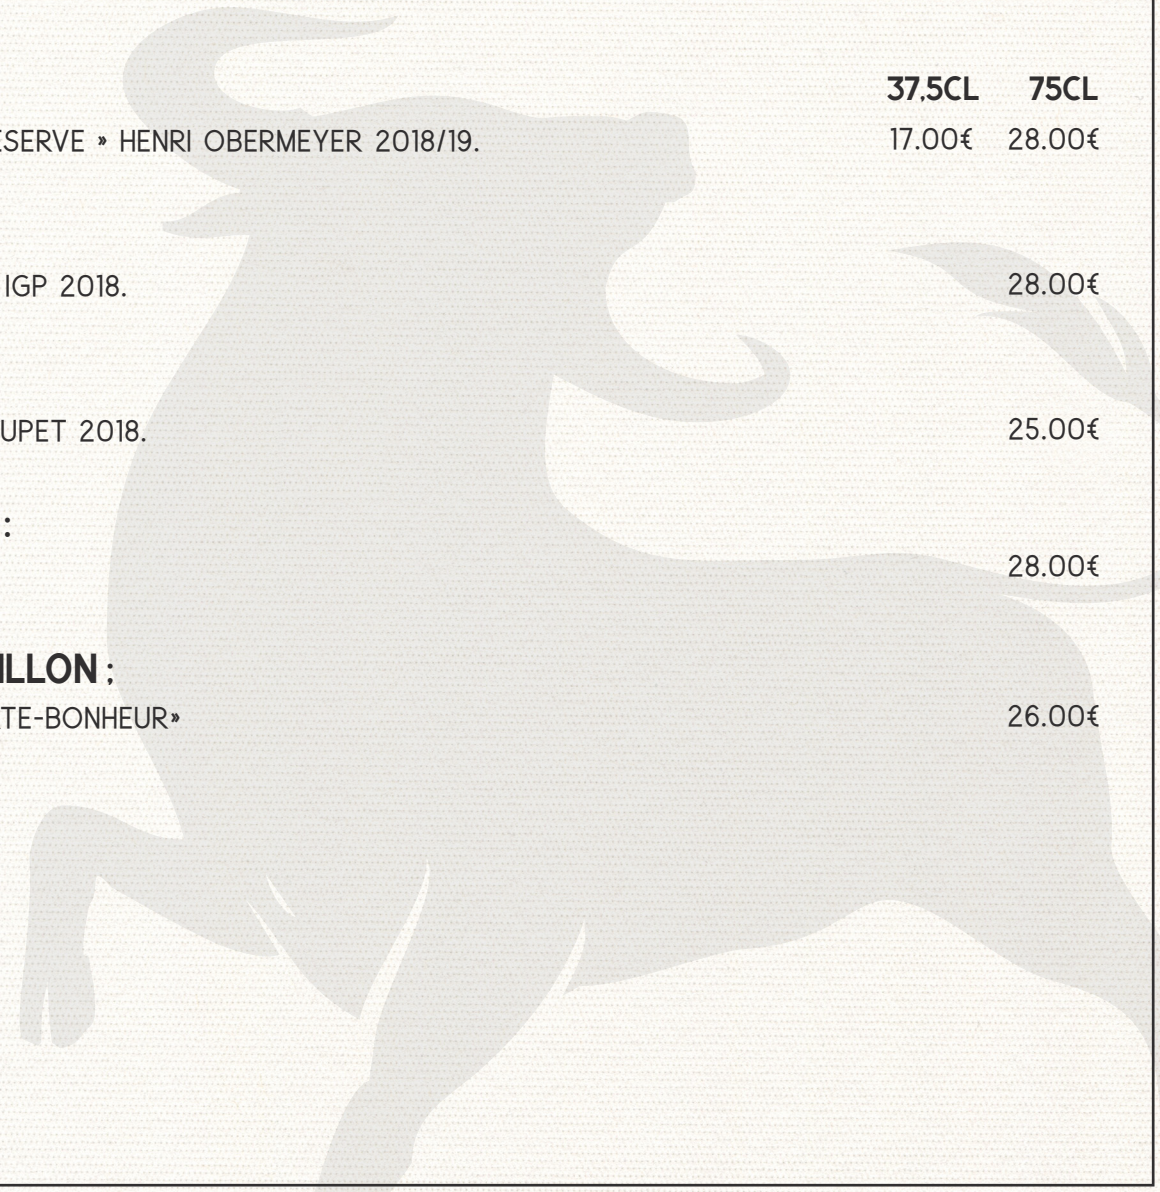 37,5CL 75CL
ESERVE » HENRI OBERMEYER 2018/19. 17.00€ 28.00€
IGP 2018. 28.00€
UPET 2018. 25.00€
:
28.00€
ILLON :
TE-BONHEUR» 26.00€